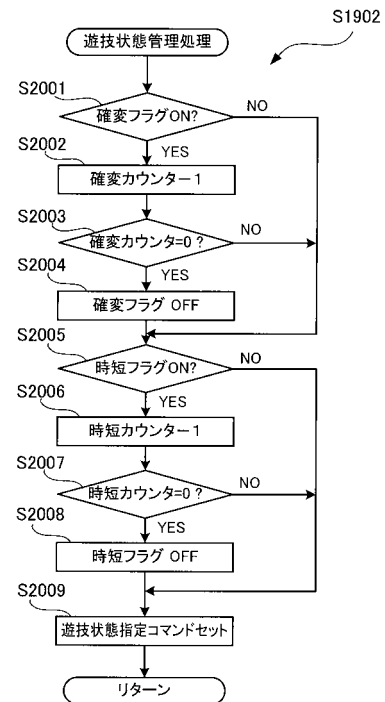 S1902
遊技状態管理処理
S2001
確変フラグON?
NO
YES
S2002
確変カウンター1
S2003
確変カウンタ=0 ?
NO
YES
S2004
確変フラグ OFF
S2005
時短フラグON?
NO
YES
S2006
時短カウンター1
S2007
時短カウンタ=0 ?
NO
YES
S2008
時短フラグ OFF
S2009
遊技状態指定コマンドセット
リターン